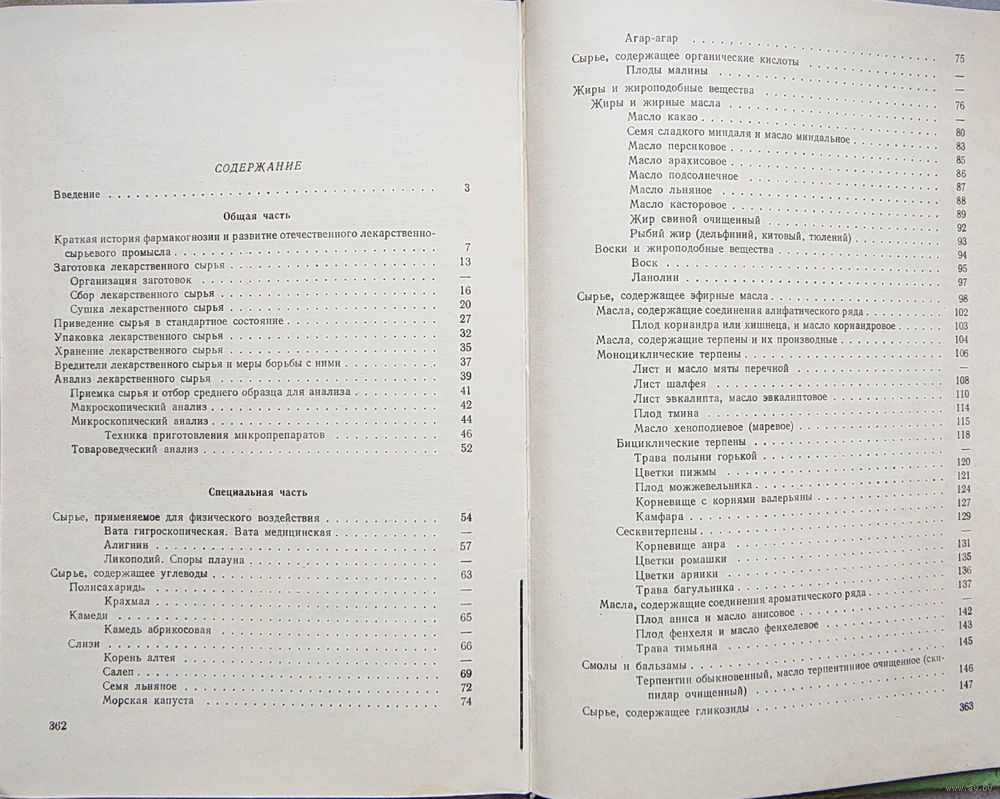 СОДЕРЖАНИЕ
Введение . . . . . . . . . . 3
Общая часть
Краткая история фармакогнозии и развитие отечественного лекарственно-
сырьевого промысла . . . . . . . . . . 7
Заготовка лекарственного сырья . . . . . . . . . . 13
Организация заготовок . . . . . . . . . . —
Сбор лекарственного сырья . . . . . . . . . . 16
Сушка лекарственного сырья . . . . . . . . . . 20
Приведение сырья в стандартное состояние . . . . . . . . . . 27
Упаковка лекарственного сырья . . . . . . . . . . 32
Хранение лекарственного сырья . . . . . . . . . . 35
Вредители лекарственного сырья и меры борьбы с ними . . . . . . . . . . 37
Анализ лекарственного сырья . . . . . . . . . . 39
Приемка сырья и отбор среднего образца для анализа . . . . . . . . . . 41
Макроскопический анализ . . . . . . . . . . 42
Микроскопический анализ . . . . . . . . . . 44
Техника приготовления микропрепаратов . . . . . . . . . . 46
Товароведческий анализ . . . . . . . . . . 52
Специальная часть
Сырье, применяемое для физического воздействия . . . . . . . . . . 54
Вата гигроскопическая. Вата медицинская . . . . . . . . . . —
Алигнин . . . . . . . . . . 57
Ликоподий. Споры плауна . . . . . . . . . . —
Сырье, содержащее углеводы . . . . . . . . . . 63
Полисахариды . . . . . . . . . . —
Крахмал . . . . . . . . . . —
Камеди . . . . . . . . . . 65
Камедь абрикосовая . . . . . . . . . . —
Слизи . . . . . . . . . . 66
Корень алтея . . . . . . . . . . —
Салеп . . . . . . . . . . 69
Семя льняное . . . . . . . . . . 72
Морская капуста . . . . . . . . . . 74
362
Агар-агар . . . . . . . . . . 75
Сырье, содержащее органические кислоты . . . . . . . . . . —
Плоды малины . . . . . . . . . . —
Жиры и жироподобные вещества . . . . . . . . . . 76
Жиры и жирные масла . . . . . . . . . . —
Масло какао . . . . . . . . . . 80
Семя сладкого миндаля и масло миндальное . . . . . . . . . . 83
Масло персиковое . . . . . . . . . . 85
Масло арахисовое . . . . . . . . . . 86
Масло подсолнечное . . . . . . . . . . 87
Масло льняное . . . . . . . . . . 88
Масло касторовое . . . . . . . . . . 89
Жир свиной очищенный . . . . . . . . . . 92
Рыбий жир (дельфиний, китовый, тюлений) . . . . . . . . . . 93
Воски и жироподобные вещества . . . . . . . . . . 94
Воск . . . . . . . . . . 95
Ланолин . . . . . . . . . . 97
Сырье, содержащее эфирные масла . . . . . . . . . . 98
Масла, содержащие соединения алифатического ряда . . . . . . . . . . 102
Плод кориандра или кишнеца, и масло кориандровое . . . . . . . . . . 103
Масла, содержащие терпены и их производные . . . . . . . . . . 104
Моноциклические терпены . . . . . . . . . . 106
Лист и масло мяты перечной . . . . . . . . . . —
Лист шалфея . . . . . . . . . . 108
Лист эвкалипта, масло эвкалиптовое . . . . . . . . . . 110
Плод тмина . . . . . . . . . . 114
Масло хеноподиевое (маревое) . . . . . . . . . . 115
Бициклические терпены . . . . . . . . . . 118
Трава полыни горькой . . . . . . . . . . —
Цветки пижмы . . . . . . . . . . 120
Плод можжевельника . . . . . . . . . . 121
Корневище с корнями валерьяны . . . . . . . . . . 124
Камфара . . . . . . . . . . 127
Сесквитерпены . . . . . . . . . . 129
Корневище аира . . . . . . . . . . —
Цветки ромашки . . . . . . . . . . 131
Цветки арники . . . . . . . . . . 135
Трава багульника . . . . . . . . . . 136
Масла, содержащие соединения ароматического ряда . . . . . . . . . . 137
Плод аниса и масло анисовое . . . . . . . . . . —
Плод фенхеля и масло фенхелевое . . . . . . . . . . 142
Трава тимьяна . . . . . . . . . . 143
Смолы и бальзамы . . . . . . . . . . 145
Терпентин обыкновенный, масло терпентинное очищенное (ски-
пидар очищенный) . . . . . . . . . . 146
Сырье, содержащее гликозиды . . . . . . . . . . 147
363
www.ay.by